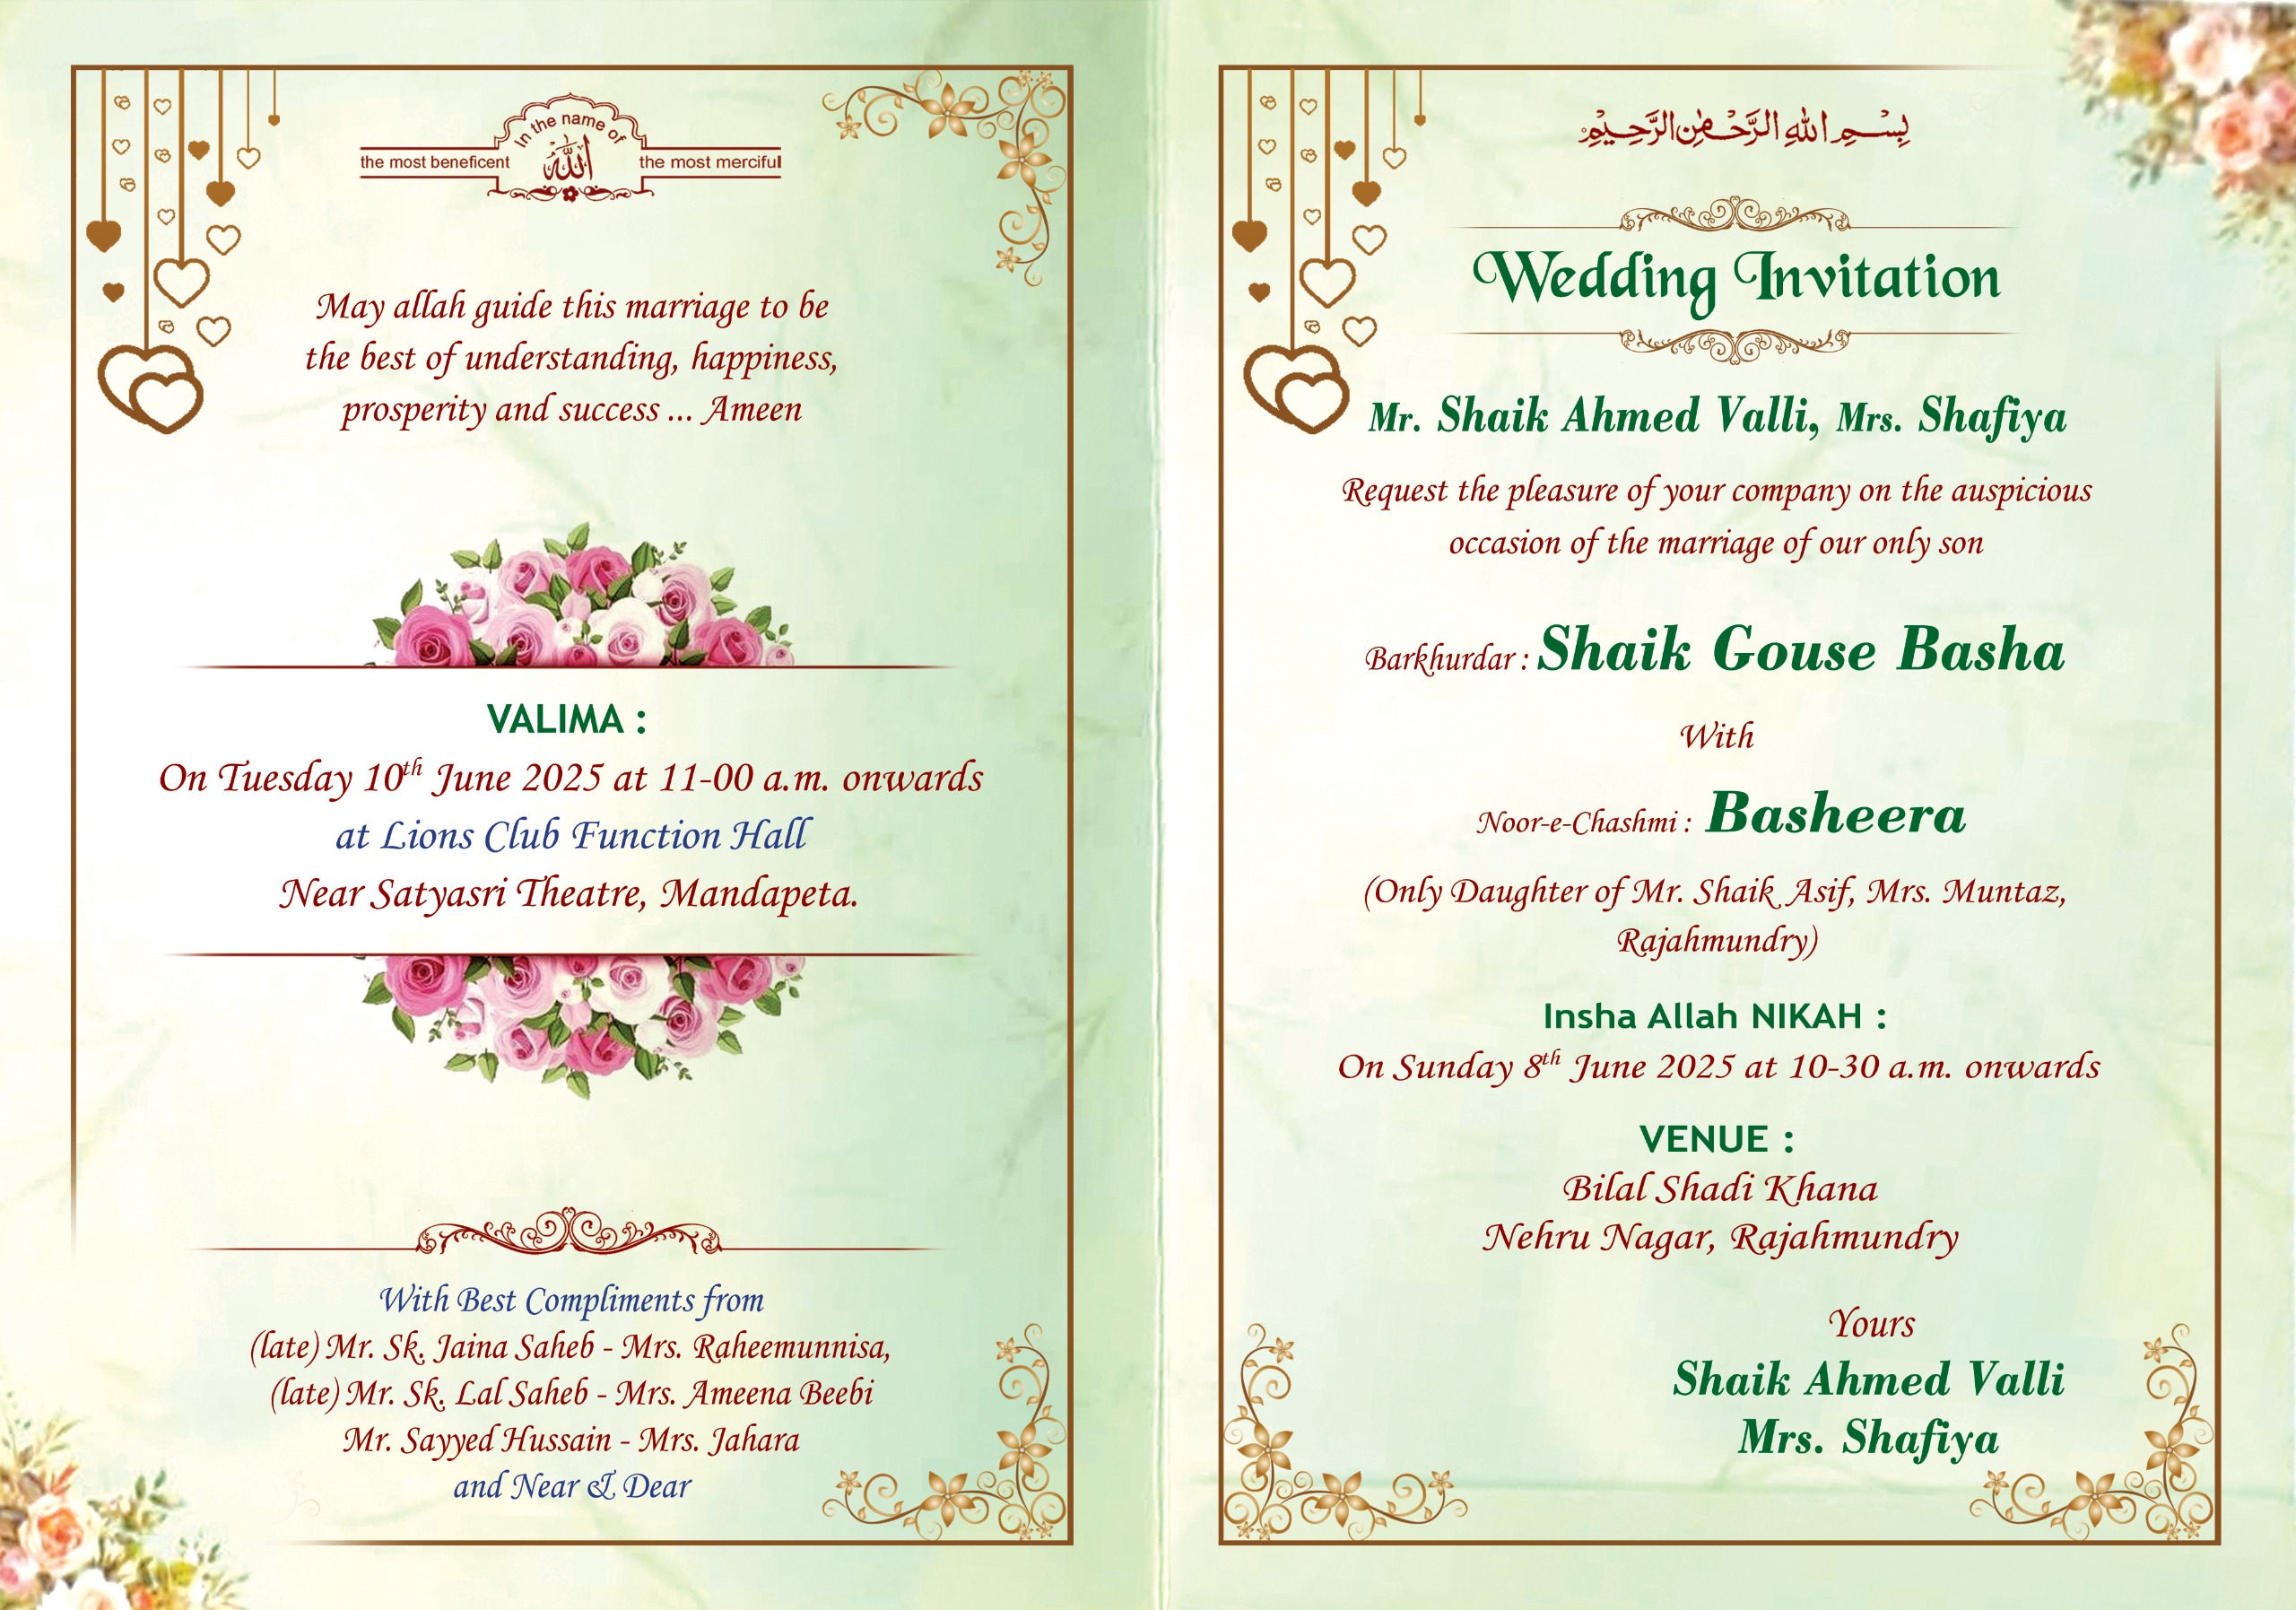 In the name of
the most beneficent الله the most merciful
May allah guide this marriage to be
the best of understanding, happiness,
prosperity and success ... Ameen
VALIMA :
On Tuesday 10th June 2025 at 11-00 a.m. onwards
at Lions Club Function Hall
Near Satyasri Theatre, Mandapeta.
With Best Compliments from
(late) Mr. Sk. Jaina Saheb - Mrs. Raheemunnisa,
(late) Mr. Sk. Lal Saheb - Mrs. Ameena Beebi
Mr. Sayyed Hussain - Mrs. Jahara
and Near & Dear
بِسْمِ اللهِ الرَّحْمٰنِ الرَّحِيْمِ
Wedding Invitation
Mr. Shaik Ahmed Valli, Mrs. Shafiya
Request the pleasure of your company on the auspicious
occasion of the marriage of our only son
Barkhurdar : Shaik Gouse Basha
With
Noor-e-Chashmi : Basheera
(Only Daughter of Mr. Shaik Asif, Mrs. Muntaz,
Rajahmundry)
Insha Allah NIKAH :
On Sunday 8th June 2025 at 10-30 a.m. onwards
VENUE :
Bilal Shadi Khana
Nehru Nagar, Rajahmundry
Yours
Shaik Ahmed Valli
Mrs. Shafiya